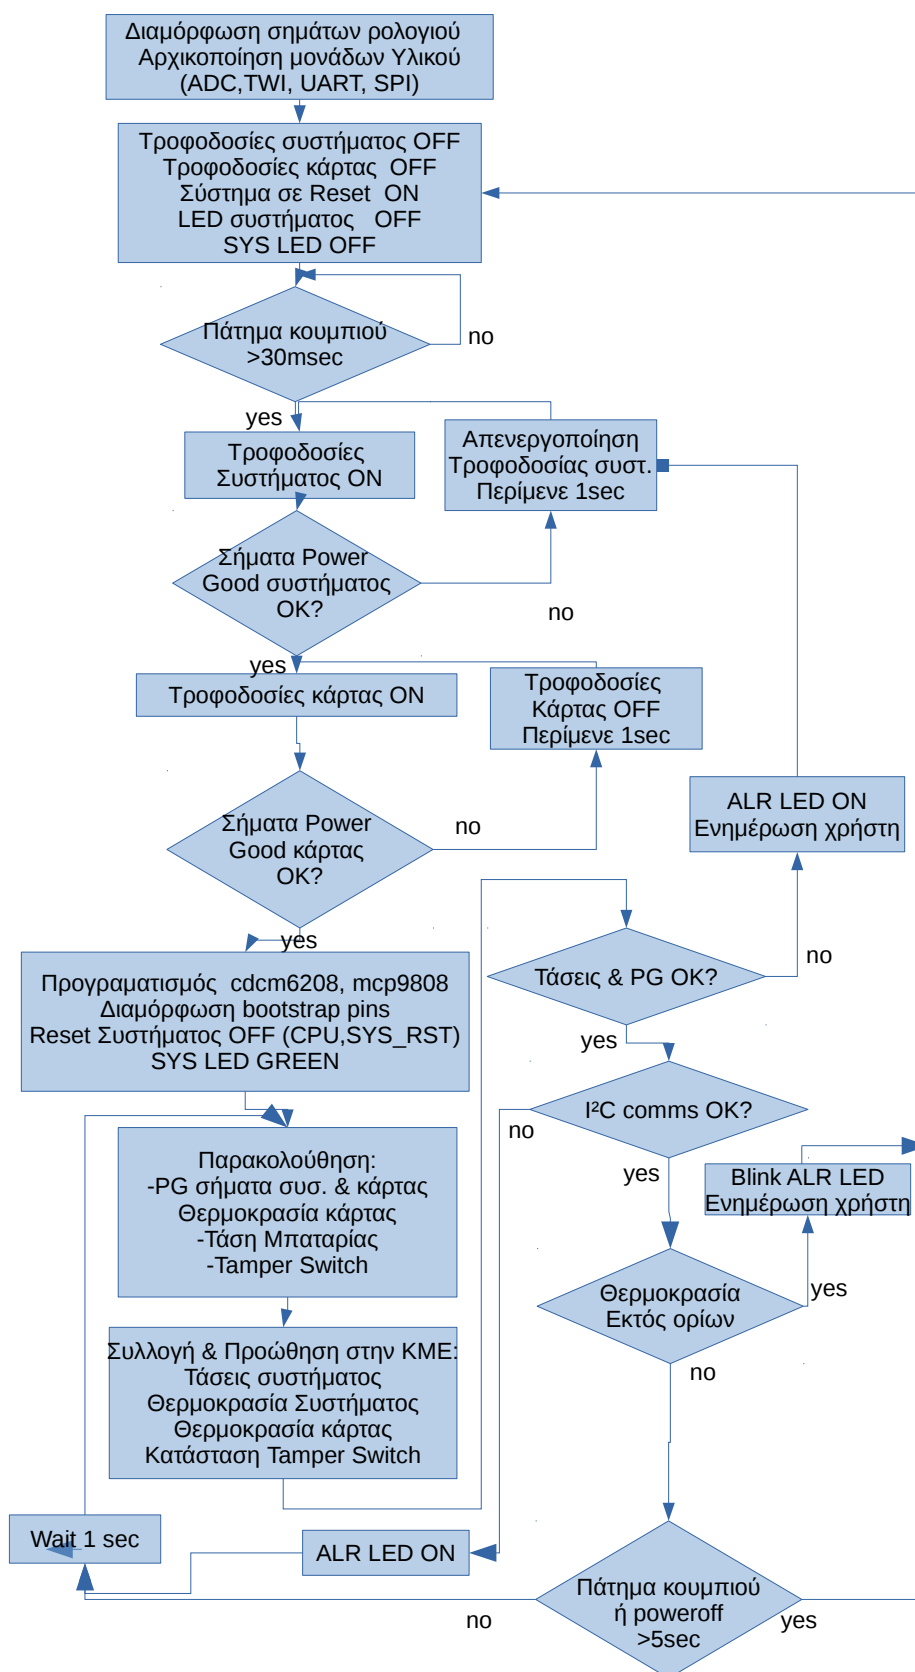 Διαμόρφωση σημάτων ρολογιού
Αρχικοποίηση μονάδων Υλικού
(ADC,TWI, UART, SPI)
Τροφοδοσίες συστήματος OFF
Τροφοδοσίες κάρτας OFF
Σύστημα σε Reset ON
LED συστήματος OFF
SYS LED OFF
Πάτημα κουμπιού
>30msec
no
yes
Τροφοδοσίες
Συστήματος ON
Απενεργοποίηση
Τροφοδοσίας συστ.
Περίμενε 1sec
Σήματα Power
Good συστήματος
OK?
no
yes
Τροφοδοσίες κάρτας ON
Τροφοδοσίες
Κάρτας OFF
Περίμενε 1sec
ALR LED ON
Ενημέρωση χρήστη
Σήματα Power
Good κάρτας
OK?
no
yes
Τάσεις & PG OK?
no
yes
Προγραματισμός cdcm6208, mcp9808
Διαμόρφωση bootstrap pins
Reset Συστήματος OFF (CPU,SYS_RST)
SYS LED GREEN
I²C comms OK?
no
yes
Παρακολούθηση:
-PG σήματα συσ. & κάρτας
Θερμοκρασία κάρτας
-Τάση Μπαταρίας
-Tamper Switch
Blink ALR LED
Ενημέρωση χρήστη
Θερμοκρασία
Εκτός ορίων
yes
no
Συλλογή & Προώθηση στην ΚΜΕ:
Τάσεις συστήματος
Θερμοκρασία Συστήματος
Θερμοκρασία κάρτας
Κατάσταση Tamper Switch
Wait 1 sec
ALR LED ON
Πάτημα κουμπιού
ή poweroff
>5sec
no
yes